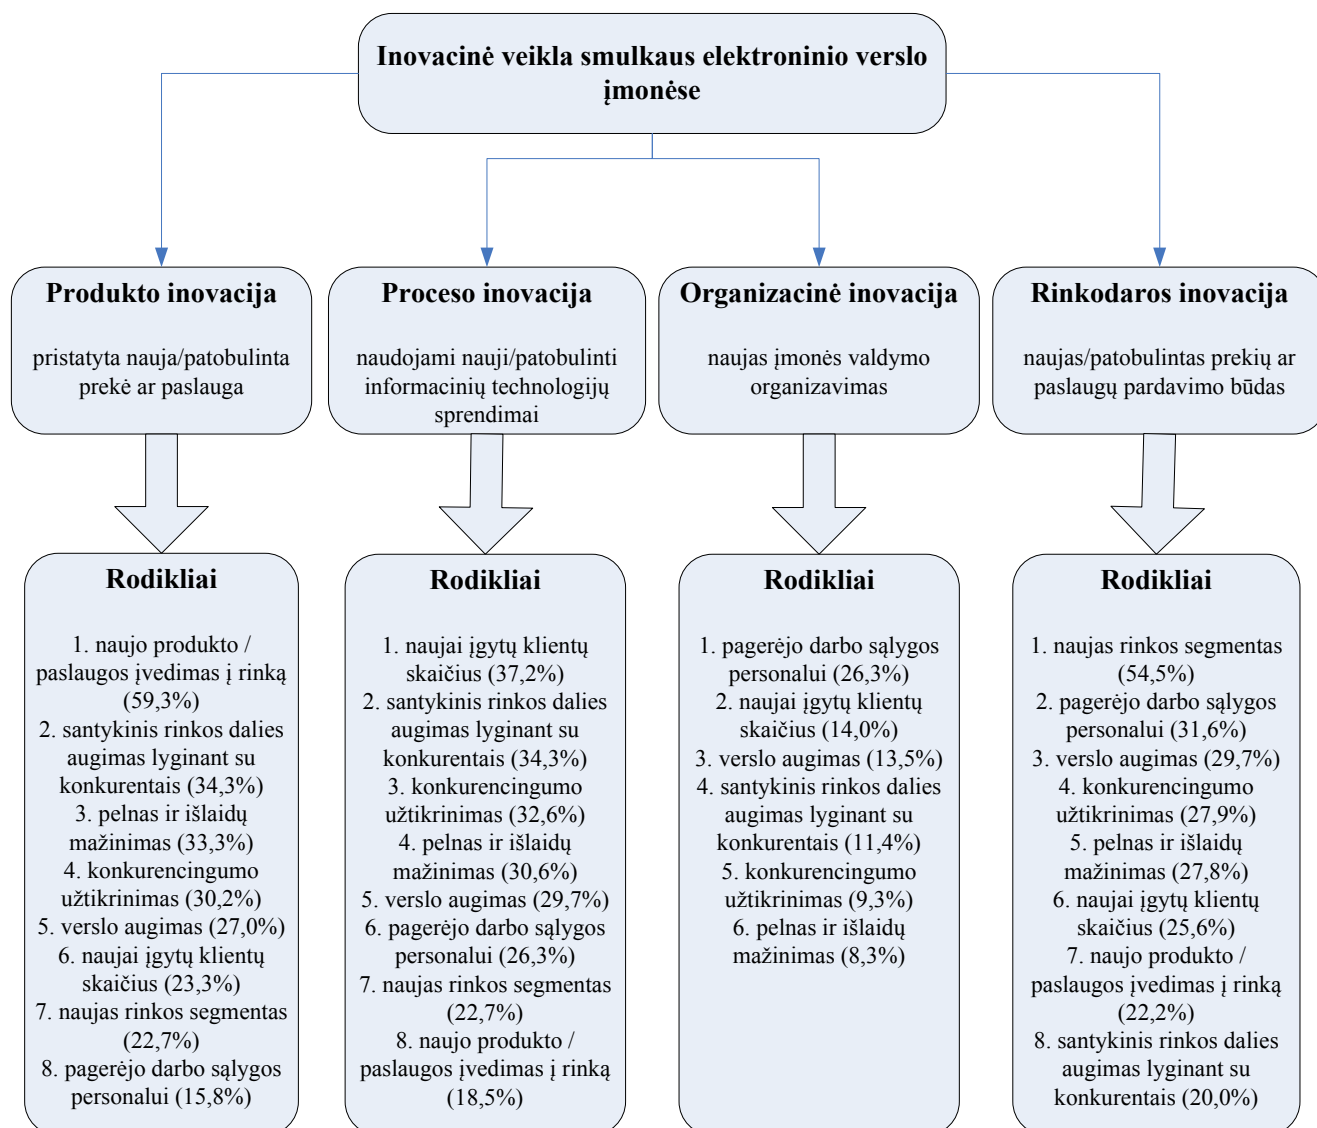 Inovacinė veikla smulkaus elektroninio verslo
įmonėse
Produkto inovacija
pristatyta nauja/patobulinta
prekė ar paslauga
Proceso inovacija
naudojami nauji/patobulinti
informacinių technologijų
sprendimai
Organizacinė inovacija
naujas įmonės valdymo
organizavimas
Rinkodaros inovacija
naujas/patobulintas prekių ar
paslaugų pardavimo būdas
Rodikliai
1. naujo produkto /
paslaugos įvedimas į rinką
(59,3%)
2. santykinis rinkos dalies
augimas lyginant su
konkurentais (34,3%)
3. pelnas ir išlaidų
mažinimas (33,3%)
4. konkurencingumo
užtikrinimas (30,2%)
5. verslo augimas (27,0%)
6. naujai įgytų klientų
skaičius (23,3%)
7. naujas rinkos segmentas
(22,7%)
8. pagerėjo darbo sąlygos
personalui (15,8%)
Rodikliai
1. naujai įgytų klientų
skaičius (37,2%)
2. santykinis rinkos dalies
augimas lyginant su
konkurentais (34,3%)
3. konkurencingumo
užtikrinimas (32,6%)
4. pelnas ir išlaidų
mažinimas (30,6%)
5. verslo augimas (29,7%)
6. pagerėjo darbo sąlygos
personalui (26,3%)
7. naujas rinkos segmentas
(22,7%)
8. naujo produkto /
paslaugos įvedimas į rinką
(18,5%)
Rodikliai
1. pagerėjo darbo sąlygos
personalui (26,3%)
2. naujai įgytų klientų
skaičius (14,0%)
3. verslo augimas (13,5%)
4. santykinis rinkos dalies
augimas lyginant su
konkurentais (11,4%)
5. konkurencingumo
užtikrinimas (9,3%)
6. pelnas ir išlaidų
mažinimas (8,3%)
Rodikliai
1. naujas rinkos segmentas
(54,5%)
2. pagerėjo darbo sąlygos
personalui (31,6%)
3. verslo augimas (29,7%)
4. konkurencingumo
užtikrinimas (27,9%)
5. pelnas ir išlaidų
mažinimas (27,8%)
6. naujai įgytų klientų
skaičius (25,6%)
7. naujo produkto /
paslaugos įvedimas į rinką
(22,2%)
8. santykinis rinkos dalies
augimas lyginant su
konkurentais (20,0%)